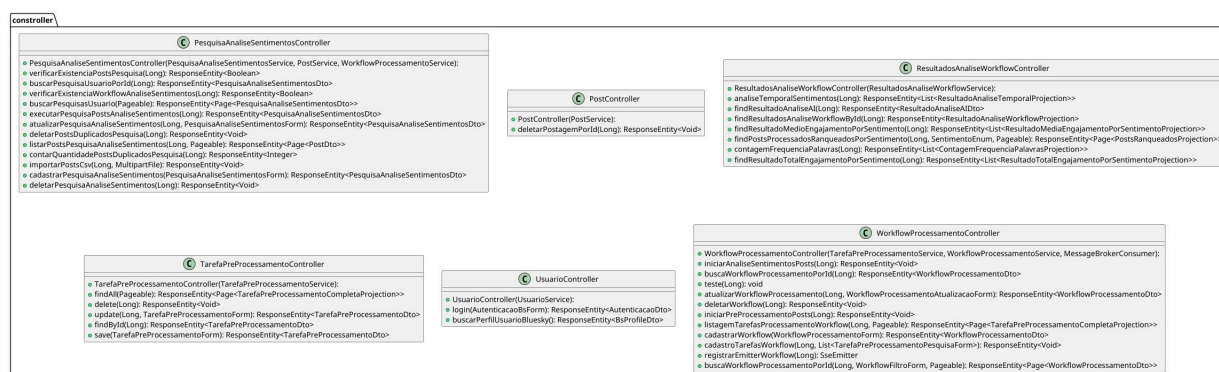 constroller
PesquisaAnaliseSentimentosController
PesquisaAnaliseSentimentosController(PesquisaAnaliseSentimentosService, PostService, WorkflowProcessamentoService):
verificarExistenciaPostsPesquisa(Long): ResponseEntity<Boolean>
buscarPesquisaUsuarioPorId(Long): ResponseEntity<PesquisaAnaliseSentimentosDto>
verificarExistenciaWorkflowAnaliseSentimentos(Long): ResponseEntity<Boolean>
buscarPesquisasUsuario(Pageable): ResponseEntity<Page<PesquisaAnaliseSentimentosDto>>
executarPesquisaPostsAnaliseSentimentos(Long): ResponseEntity<PesquisaAnaliseSentimentosDto>
atualizarPesquisaAnaliseSentimentos(Long, PesquisaAnaliseSentimentosForm): ResponseEntity<PesquisaAnaliseSentimentosDto>
deletarPostsDuplicadosPesquisa(Long): ResponseEntity<Void>
listarPostsPesquisaAnaliseSentimentos(Long, Pageable): ResponseEntity<Page<PostDto>>
contarQuantidadePostsDuplicadosPesquisa(Long): ResponseEntity<Integer>
importarPostsCsv(Long, MultipartFile): ResponseEntity<Void>
cadastrarPesquisaAnaliseSentimentos(PesquisaAnaliseSentimentosForm): ResponseEntity<PesquisaAnaliseSentimentosDto>
deletarPesquisaAnaliseSentimentos(Long): ResponseEntity<Void>
PostController
PostController(PostService):
deletarPostagemPorId(Long): ResponseEntity<Void>
ResultadosAnaliseWorkflowController
ResultadosAnaliseWorkflowController(ResultadosAnaliseWorkflowService):
analiseTemporalSentimentos(Long): ResponseEntity<List<ResultadoAnaliseTemporalProjection>>
findResultadoAnaliseAI(Long): ResponseEntity<ResultadoAnaliseAIDto>
findResultadosAnaliseWorkflowById(Long): ResponseEntity<ResultadoAnaliseWorkflowProjection>
findResultadoMedioEngajamentoPorSentimento(Long): ResponseEntity<List<ResultadoMediaEngajamentoPorSentimentoProjection>>
findPostsProcessadosRanqueadosPorSentimento(Long, SentimentoEnum, Pageable): ResponseEntity<Page<PostsRanqueadosProjection>>
contagemFrequenciaPalavras(Long): ResponseEntity<List<ContagemFrequenciaPalavrasProjection>>
findResultadoTotalEngajamentoPorSentimento(Long): ResponseEntity<List<ResultadoTotalEngajamentoPorSentimentoProjection>>
TarefaPreProcessamentoController
TarefaPreProcessamentoController(TarefaPreProcessamentoService):
findAll(Pageable): ResponseEntity<Page<TarefaPreProcessamentoCompletaProjection>>
delete(Long): ResponseEntity<Void>
update(Long, TarefaPreProcessamentoForm): ResponseEntity<TarefaPreProcessamentoDto>
findById(Long): ResponseEntity<TarefaPreProcessamentoDto>
save(TarefaPreProcessamentoForm): ResponseEntity<TarefaPreProcessamentoDto>
UsuarioController
UsuarioController(UsuarioService):
login(AutenticacaoBsForm): ResponseEntity<AutenticacaoDto>
buscarPerfilUsuarioBluesky(): ResponseEntity<BsProfileDto>
WorkflowProcessamentoController
WorkflowProcessamentoController(TarefaPreProcessamentoService, WorkflowProcessamentoService, MessageBrokerConsumer):
iniciarAnaliseSentimentosPosts(Long): ResponseEntity<Void>
buscaWorkflowProcessamentoPorId(Long): ResponseEntity<WorkflowProcessamentoDto>
teste(Long): void
atualizarWorkflowProcessamento(Long, WorkflowProcessamentoAtualizacaoForm): ResponseEntity<WorkflowProcessamentoDto>
deletarWorkflow(Long): ResponseEntity<Void>
iniciarPreProcessamentoPosts(Long): ResponseEntity<Void>
listagemTarefasProcessamentoWorkflow(Long, Pageable): ResponseEntity<Page<TarefaPreProcessamentoCompletaProjection>>
cadastrarWorkflow(WorkflowProcessamentoForm): ResponseEntity<WorkflowProcessamentoDto>
cadastroTarefasWorkflow(Long, List<TarefaPreProcessamentoPesquisaForm>): ResponseEntity<Void>
registrarEmitterWorkflow(Long): SseEmitter
buscaWorkflowProcessamentoPorId(Long, WorkflowFiltroForm, Pageable): ResponseEntity<Page<WorkflowProcessamentoDto>>